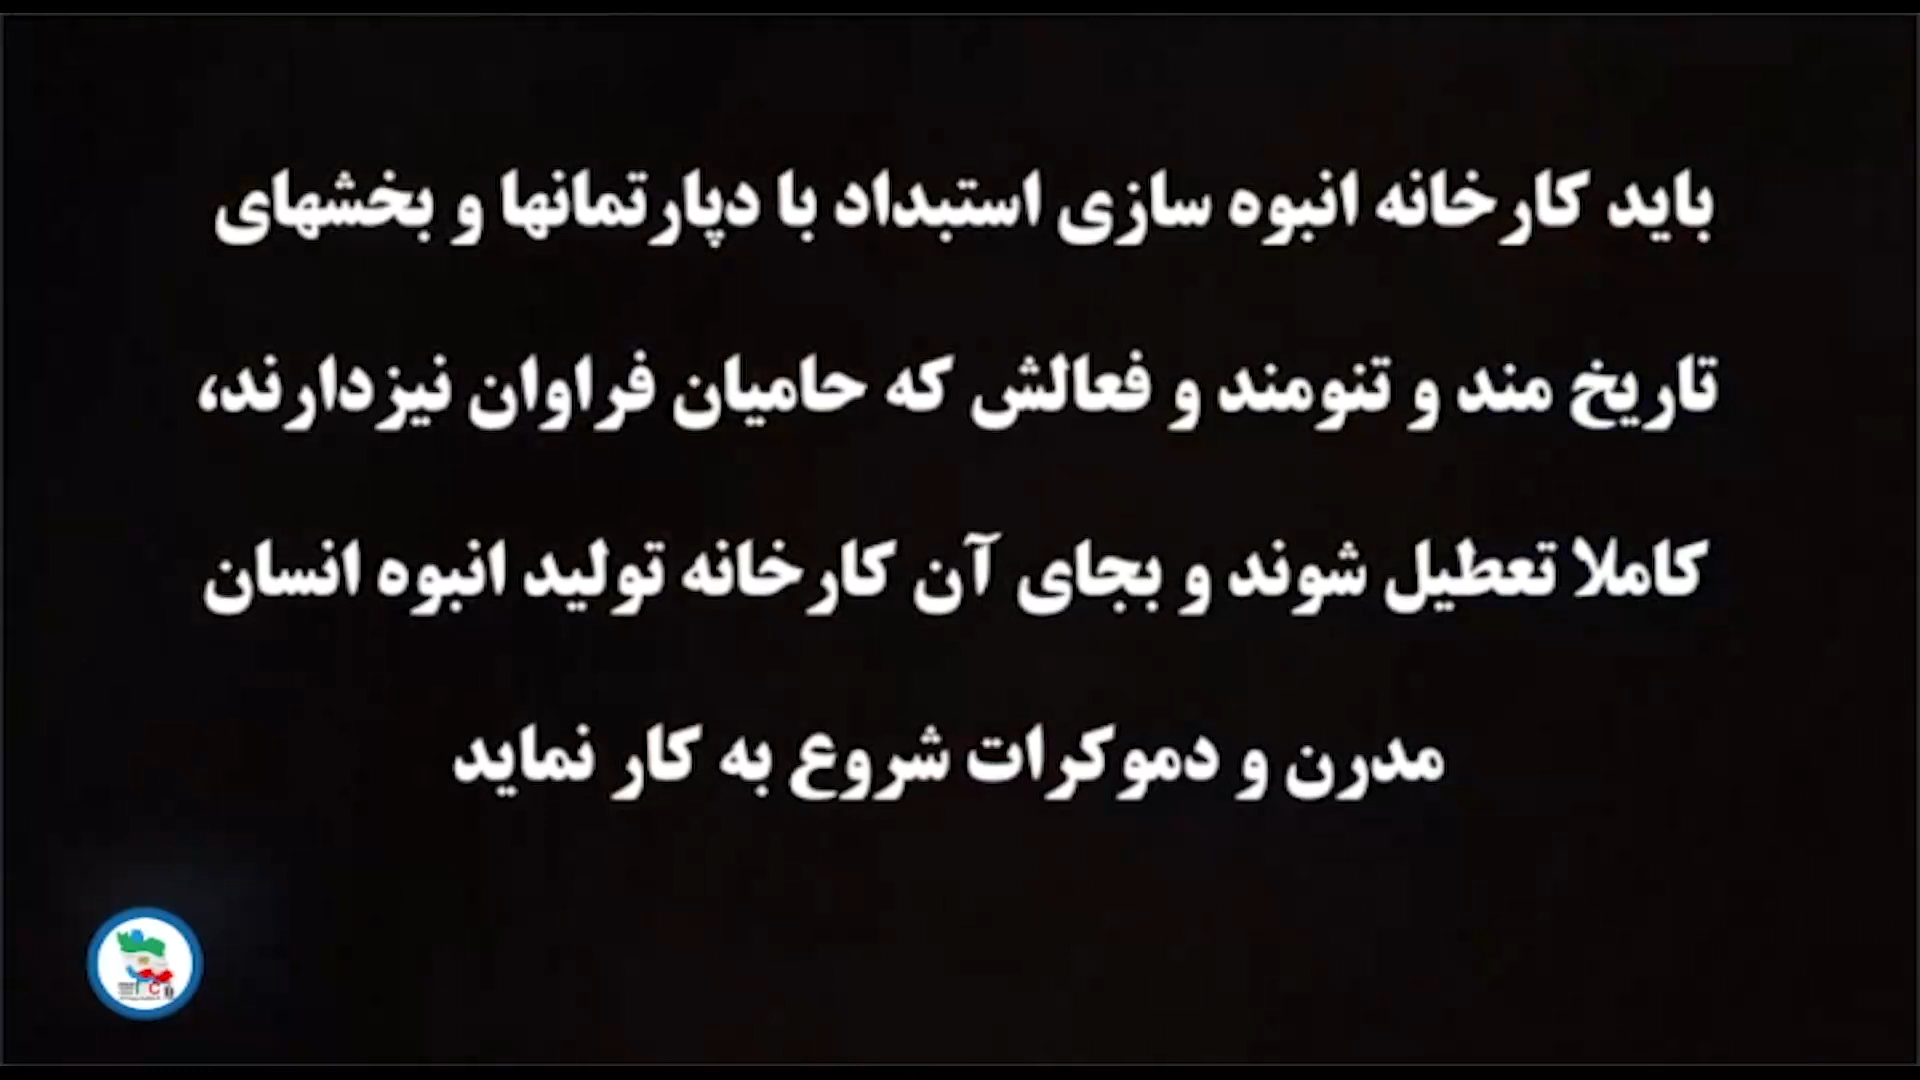 باید کارخانه انبوه سازی استبداد با دپارتمانها و بخشهای
تاریخ مند و تنومند و فعالش که حامیان فراوان نیزدارند،
کاملا تعطیل شوند و بجای آن کارخانه تولید انبوه انسان
مدرن و دموکرات شروع به کار نماید